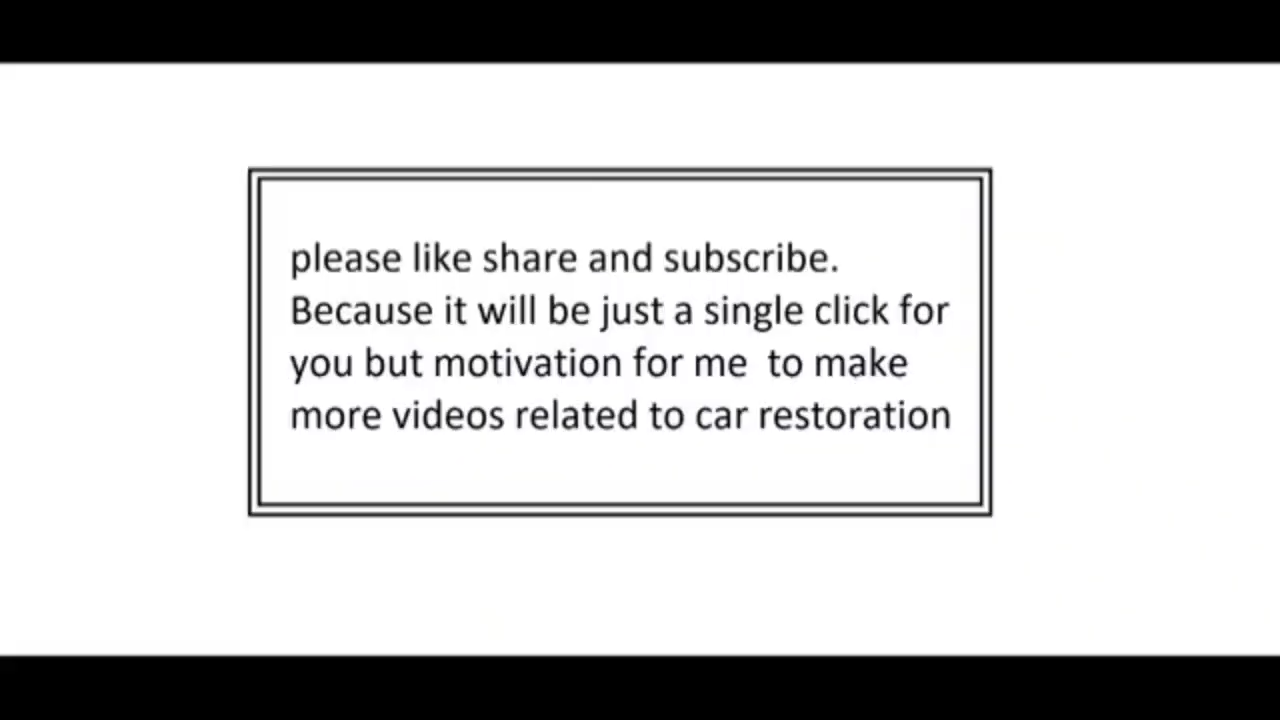 please like share and subscribe.
Because it will be just a single click for
you but motivation for me  to make
more videos related to car restoration